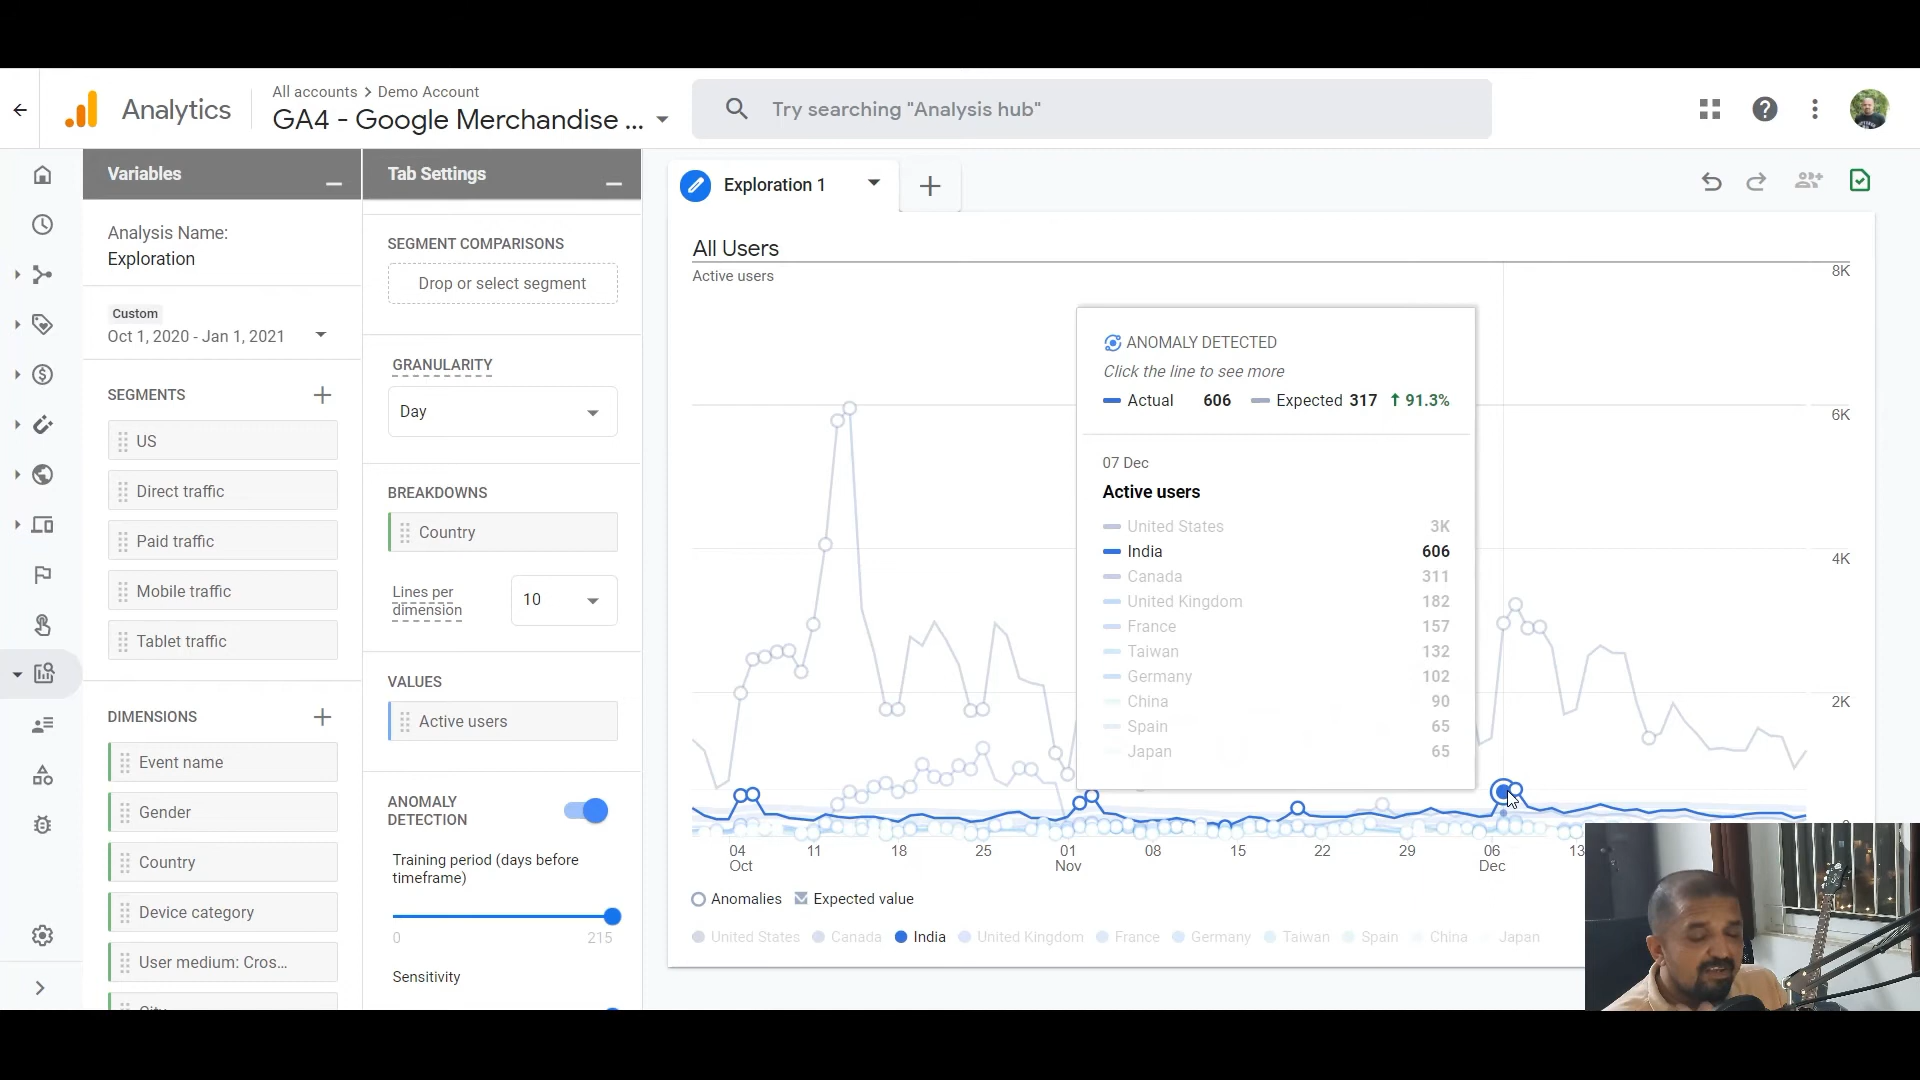 Analytics
All accounts > Demo Account
GA4 - Google Merchandise ...
Try searching "Analysis hub"
Variables
Analysis Name:
Exploration
Custom
Oct 1, 2020 - Jan 1, 2021
SEGMENTS
US
Direct traffic
Paid traffic
Mobile traffic
Tablet traffic
DIMENSIONS
Event name
Gender
Country
Device category
User medium: Cros...
Tab Settings
SEGMENT COMPARISONS
Drop or select segment
GRANULARITY
Day
BREAKDOWNS
Country
Lines per
dimension
10
VALUES
Active users
ANOMALY
DETECTION
Training period (days before
timeframe)
0 215
Sensitivity
Exploration 1
All Users
Active users
8K
6K
4K
2K
ANOMALY DETECTED
Click the line to see more
Actual 606 Expected 317 ↑ 91.3%
07 Dec
Active users
United States 3K
India 606
Canada 311
United Kingdom 182
France 157
Taiwan 132
Germany 102
China 90
Spain 65
Japan 65
04 11 18 25 01 08 15 22 29 06 13
Oct Nov Dec
Anomalies Expected value
United States Canada India United Kingdom France Germany Taiwan Spain China Japan